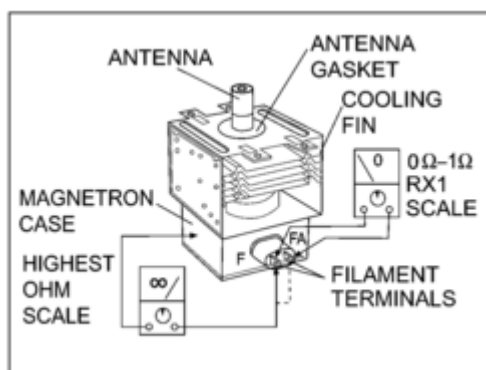 ANTENNA
ANTENNA
GASKET
COOLING
FIN
0
0Ω–1Ω
RX1
SCALE
MAGNETRON
CASE
F
FA
HIGHEST
OHM
SCALE
∞
FILAMENT
TERMINALS